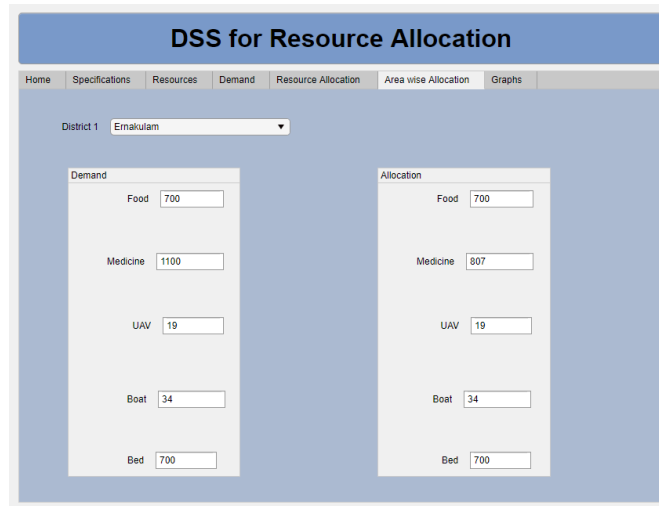 DSS for Resource Allocation
Home Specifications Resources Demand Resource Allocation Area wise Allocation Graphs
District 1 Ernakulam
Demand
Food 700
Medicine 1100
UAV 19
Boat 34
Bed 700
Allocation
Food 700
Medicine 807
UAV 19
Boat 34
Bed 700